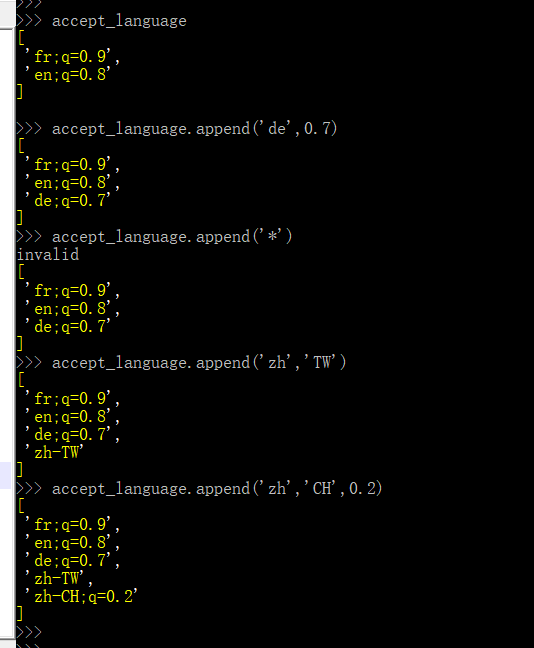 >>>
>>> accept_language
[
 'fr;q=0.9',
 'en;q=0.8'
]
>>> accept_language.append('de',0.7)
[
 'fr;q=0.9',
 'en;q=0.8',
 'de;q=0.7'
]
>>> accept_language.append('*')
invalid
[
 'fr;q=0.9',
 'en;q=0.8',
 'de;q=0.7'
]
>>> accept_language.append('zh','TW')
[
 'fr;q=0.9',
 'en;q=0.8',
 'de;q=0.7',
 'zh-TW'
]
>>> accept_language.append('zh','CH',0.2)
[
 'fr;q=0.9',
 'en;q=0.8',
 'de;q=0.7',
 'zh-TW',
 'zh-CH;q=0.2'
]
>>>
>>>